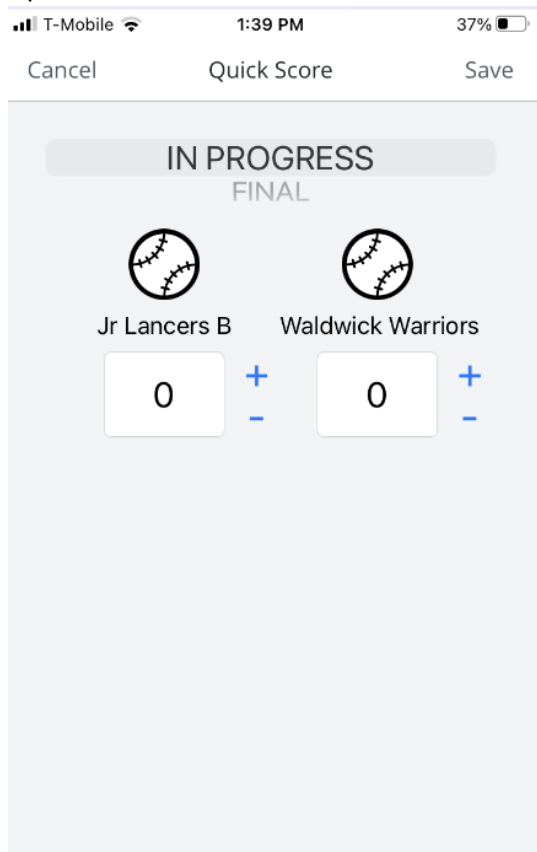 T-Mobile 1:39 PM 37%
Cancel Quick Score Save
IN PROGRESS
FINAL
Jr Lancers B Waldwick Warriors
0 + 0 +
- -